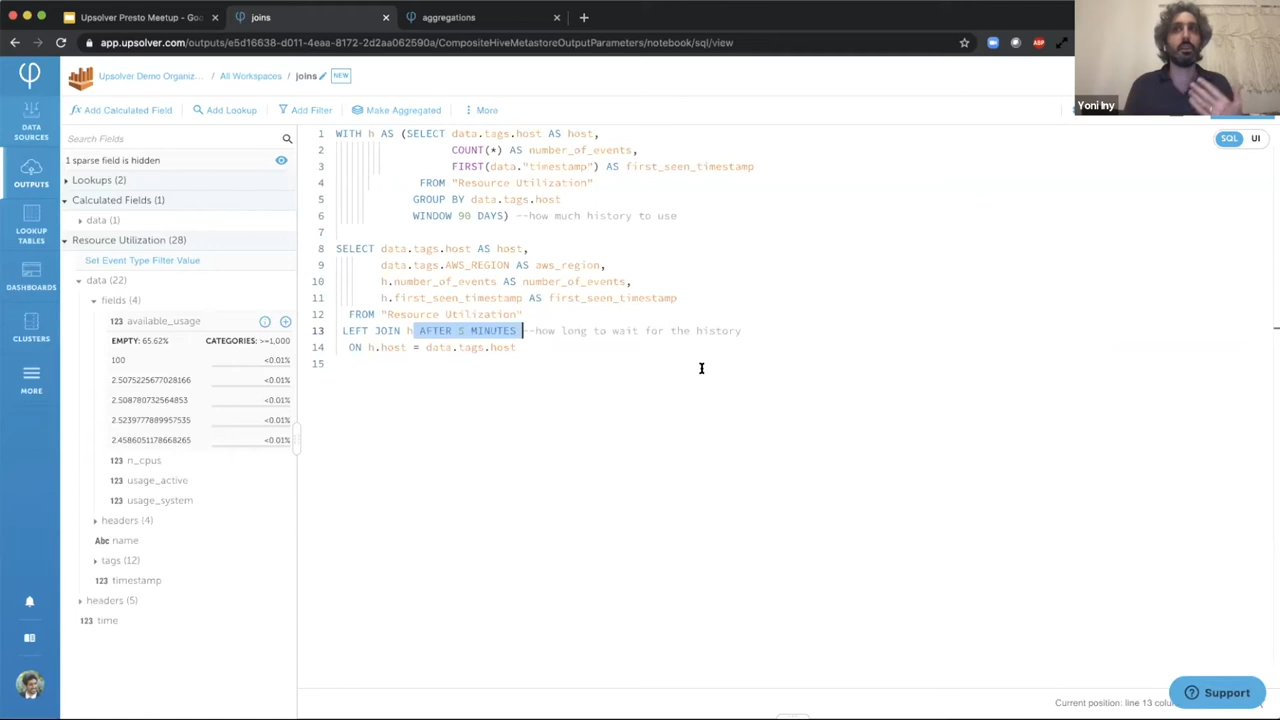 Upsolver Presto Meetup - Goo
joins
aggregations
app.upsolver.com/outputs/e5d16638-d011-4eaa-8172-2d2aa062590a/CompositeHiveMetastoreOutputParameters/notebook/sql/view
ABP
Yoni Iny
Upsolver Demo Organiz... / All Workspaces / joins NEW
Add Calculated Field Add Lookup Add Filter Make Aggregated More
SQL UI
DATA SOURCES
OUTPUTS
LOOKUP TABLES
DASHBOARDS
CLUSTERS
MORE
Search Fields
1 sparse field is hidden
Lookups (2)
Calculated Fields (1)
data (1)
Resource Utilization (28)
Set Event Type Filter Value
data (22)
fields (4)
123 available_usage
EMPTY: 65.62% CATEGORIES: >=1,000
100 <0.01%
2.5075225677028166 <0.01%
2.508780732564853 <0.01%
2.5239777889957535 <0.01%
2.4586051178668265 <0.01%
123 n_cpus
123 usage_active
123 usage_system
headers (4)
Abc name
tags (12)
123 timestamp
headers (5)
123 time
1 WITH h AS (SELECT data.tags.host AS host,
2 COUNT(*) AS number_of_events,
3 FIRST(data."timestamp") AS first_seen_timestamp
4 FROM "Resource Utilization"
5 GROUP BY data.tags.host
6 WINDOW 90 DAYS) --how much history to use
7
8 SELECT data.tags.host AS host,
9 data.tags.AWS_REGION AS aws_region,
10 h.number_of_events AS number_of_events,
11 h.first_seen_timestamp AS first_seen_timestamp
12 FROM "Resource Utilization"
13 LEFT JOIN h AFTER 5 MINUTES --how long to wait for the history
14 ON h.host = data.tags.host
15
Current position: line 13
Support